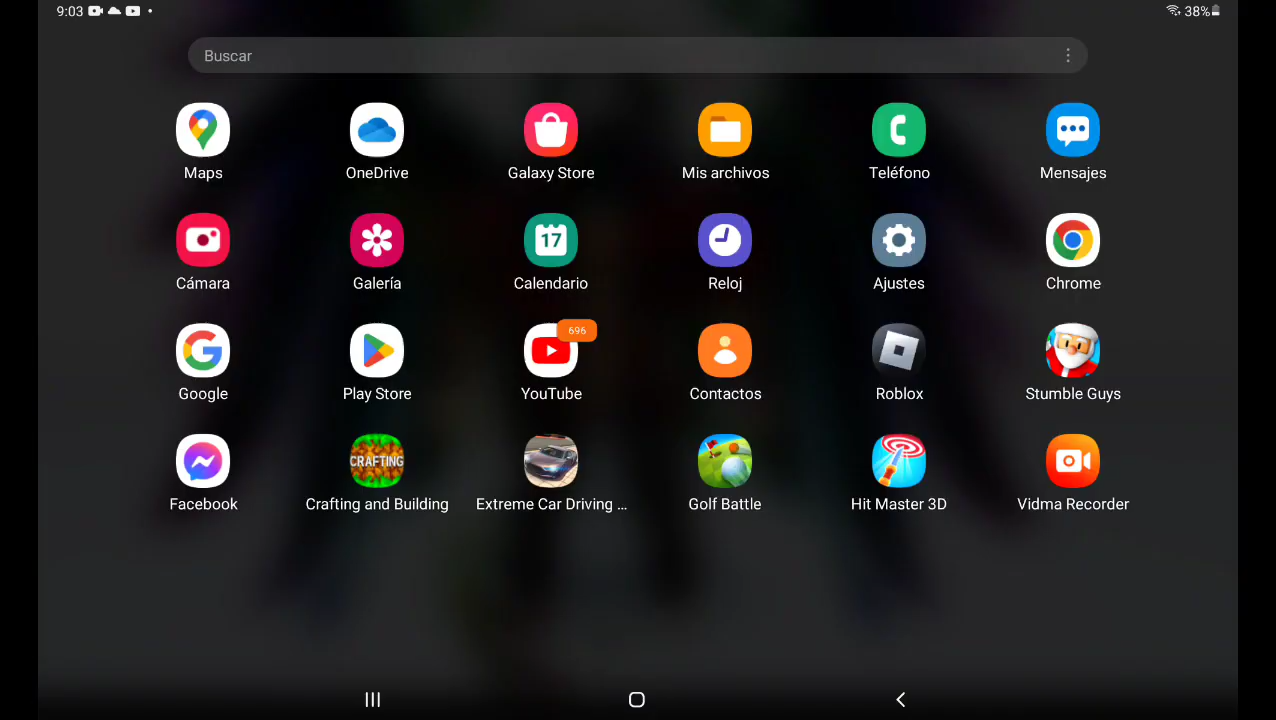 9:03
38%
Buscar
Maps
OneDrive
Galaxy Store
Mis archivos
Teléfono
Mensajes
17
Cámara
Galería
Calendario
Reloj
Ajustes
Chrome
696
Google
Play Store
YouTube
Contactos
Roblox
Stumble Guys
CRAFTING
Facebook
Crafting and Building
Extreme Car Driving ...
Golf Battle
Hit Master 3D
Vidma Recorder